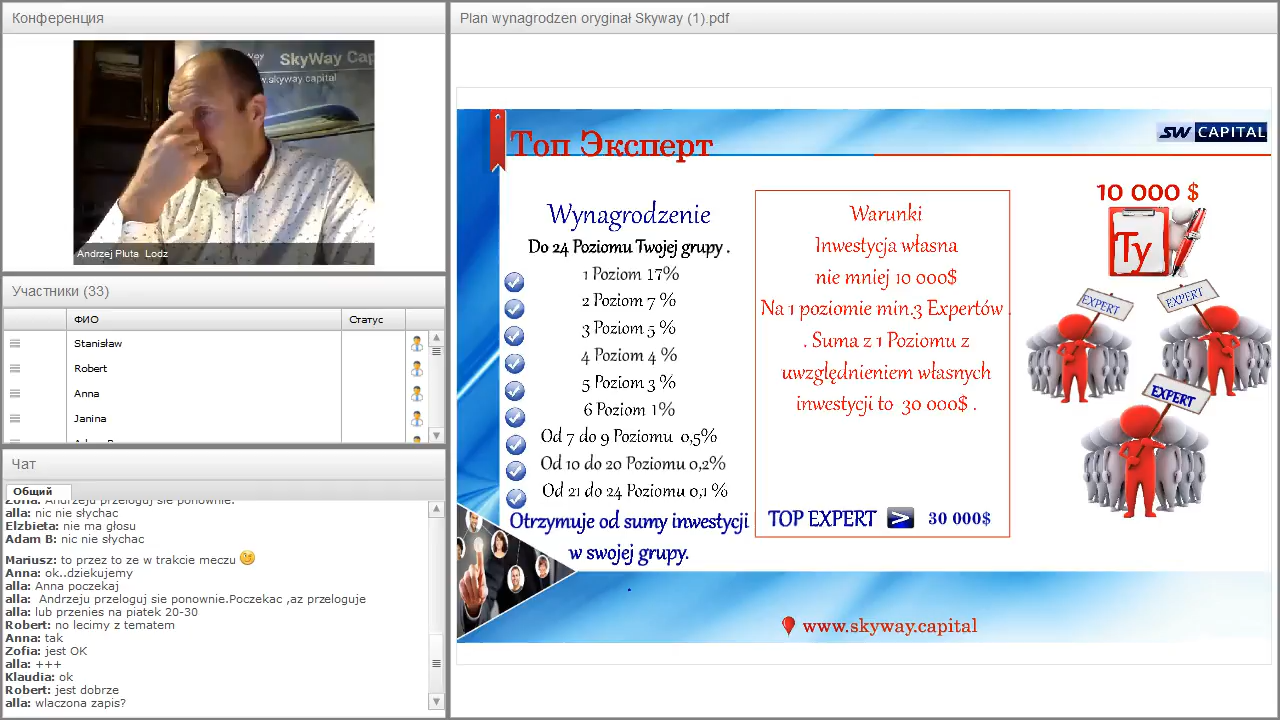 Конференция
SkyWay Cap
www.skyway.capital
Andrzej Pluta Lodz
Участники (33)
ФИО
Статус
Stanisław
Robert
Anna
Janina
Чат
Общий
Zofia: Andrzeju przeloguj sie ponownie.
alla: nic nie słychac
Elzbieta: nie ma głosu
Adam B: nic nie słychac
Mariusz: to przez to ze w trakcie meczu
Anna: ok..dziekujemy
alla: Anna poczekaj
alla: Andrzeju przeloguj sie ponownie.Poczekac ,az przeloguje
alla: lub przenies na piatek 20-30
Robert: no lecimy z tematem
Anna: tak
Zofia: jest OK
alla: +++
Klaudia: ok
Robert: jest dobrze
alla: wlaczona zapis?
Plan wynagrodzen oryginał Skyway (1).pdf
Топ Эксперт
SW CAPITAL
Wynagrodzenie
Do 24 Poziomu Twojej grupy .
1 Poziom 17%
2 Poziom 7 %
3 Poziom 5 %
4 Poziom 4 %
5 Poziom 3 %
6 Poziom 1%
Od 7 do 9 Poziomu 0,5%
Od 10 do 20 Poziomu 0,2%
Od 21 do 24 Poziomu 0,1 %
Otrzymuje od sumy inwestycji
w swojej grupy.
.
Warunki
Inwestycja własna
nie mniej 10 000$
Na 1 poziomie min.3 Expertów .
. Suma z 1 Poziomu z
uwzględnieniem własnych
inwestycji to 30 000$ .
TOP EXPERT > 30 000$
10 000 $
Ty
EXPERT
EXPERT
EXPERT
www.skyway.capital